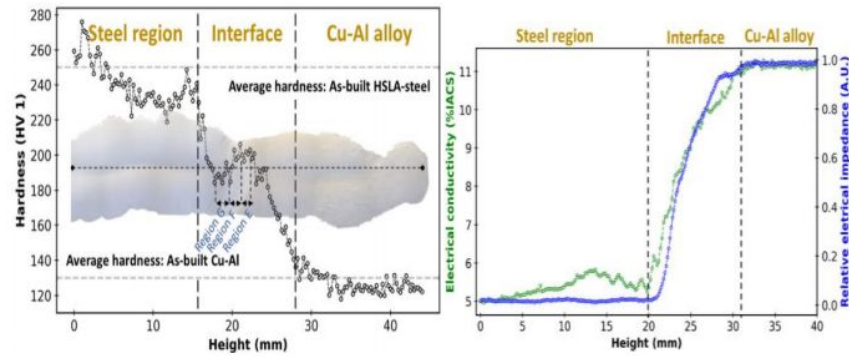 Steel region Interface Cu-Al alloy
280
260
240
220
200
180
160
140
120
Hardness (HV 1)
Average hardness: As-built HSLA-steel
Region G
Region F
Region E
Average hardness: As-built Cu-Al
0 10 20 30 40
Height (mm)
Steel region Interface Cu-Al alloy
11
10
9
8
7
6
5
Electrical conductivity (%IACS)
1.0
0.8
0.6
0.4
0.2
0.0
Relative eletrical impedance (A.U.)
0 5 10 15 20 25 30 35 40
Height (mm)